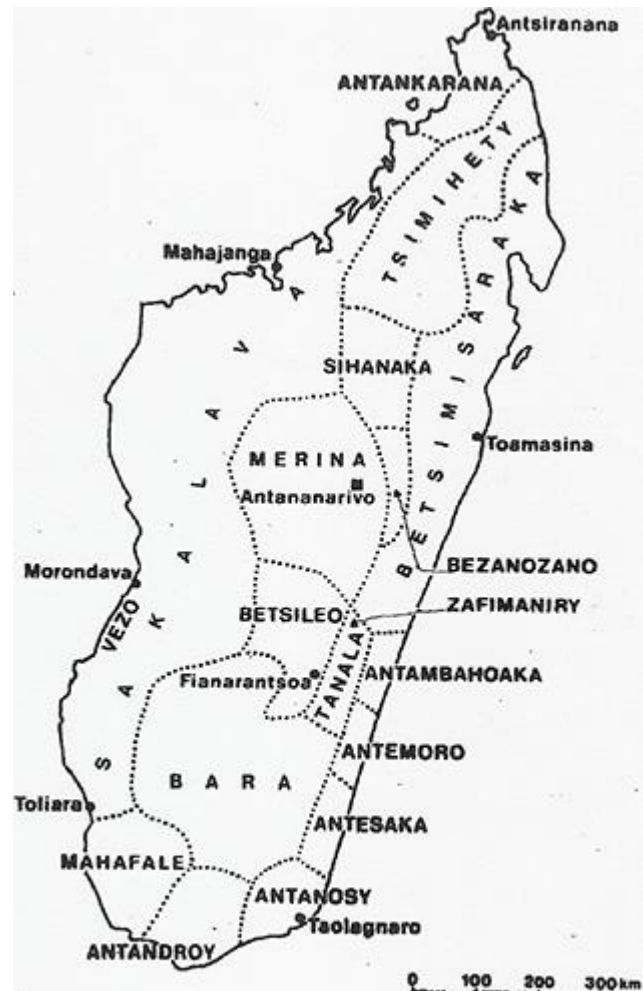 Antsiranana
ANTANKARANA
TSIMIHETY
Mahajanga
SAKALAVA
BETSIMISARAKA
SIHANAKA
MERINA
Toamasina
Antananarivo
BEZANOZANO
Morondava
VEZO
BETSILEO
ZAFIMANIRY
TANALA
ANTAMBAHOAKA
Fianarantsoa
ANTEMORO
BARA
Toliara
ANTESAKA
MAHAFALE
ANTANOSY
Taolagnaro
ANTANDROY
0 100 200 300km